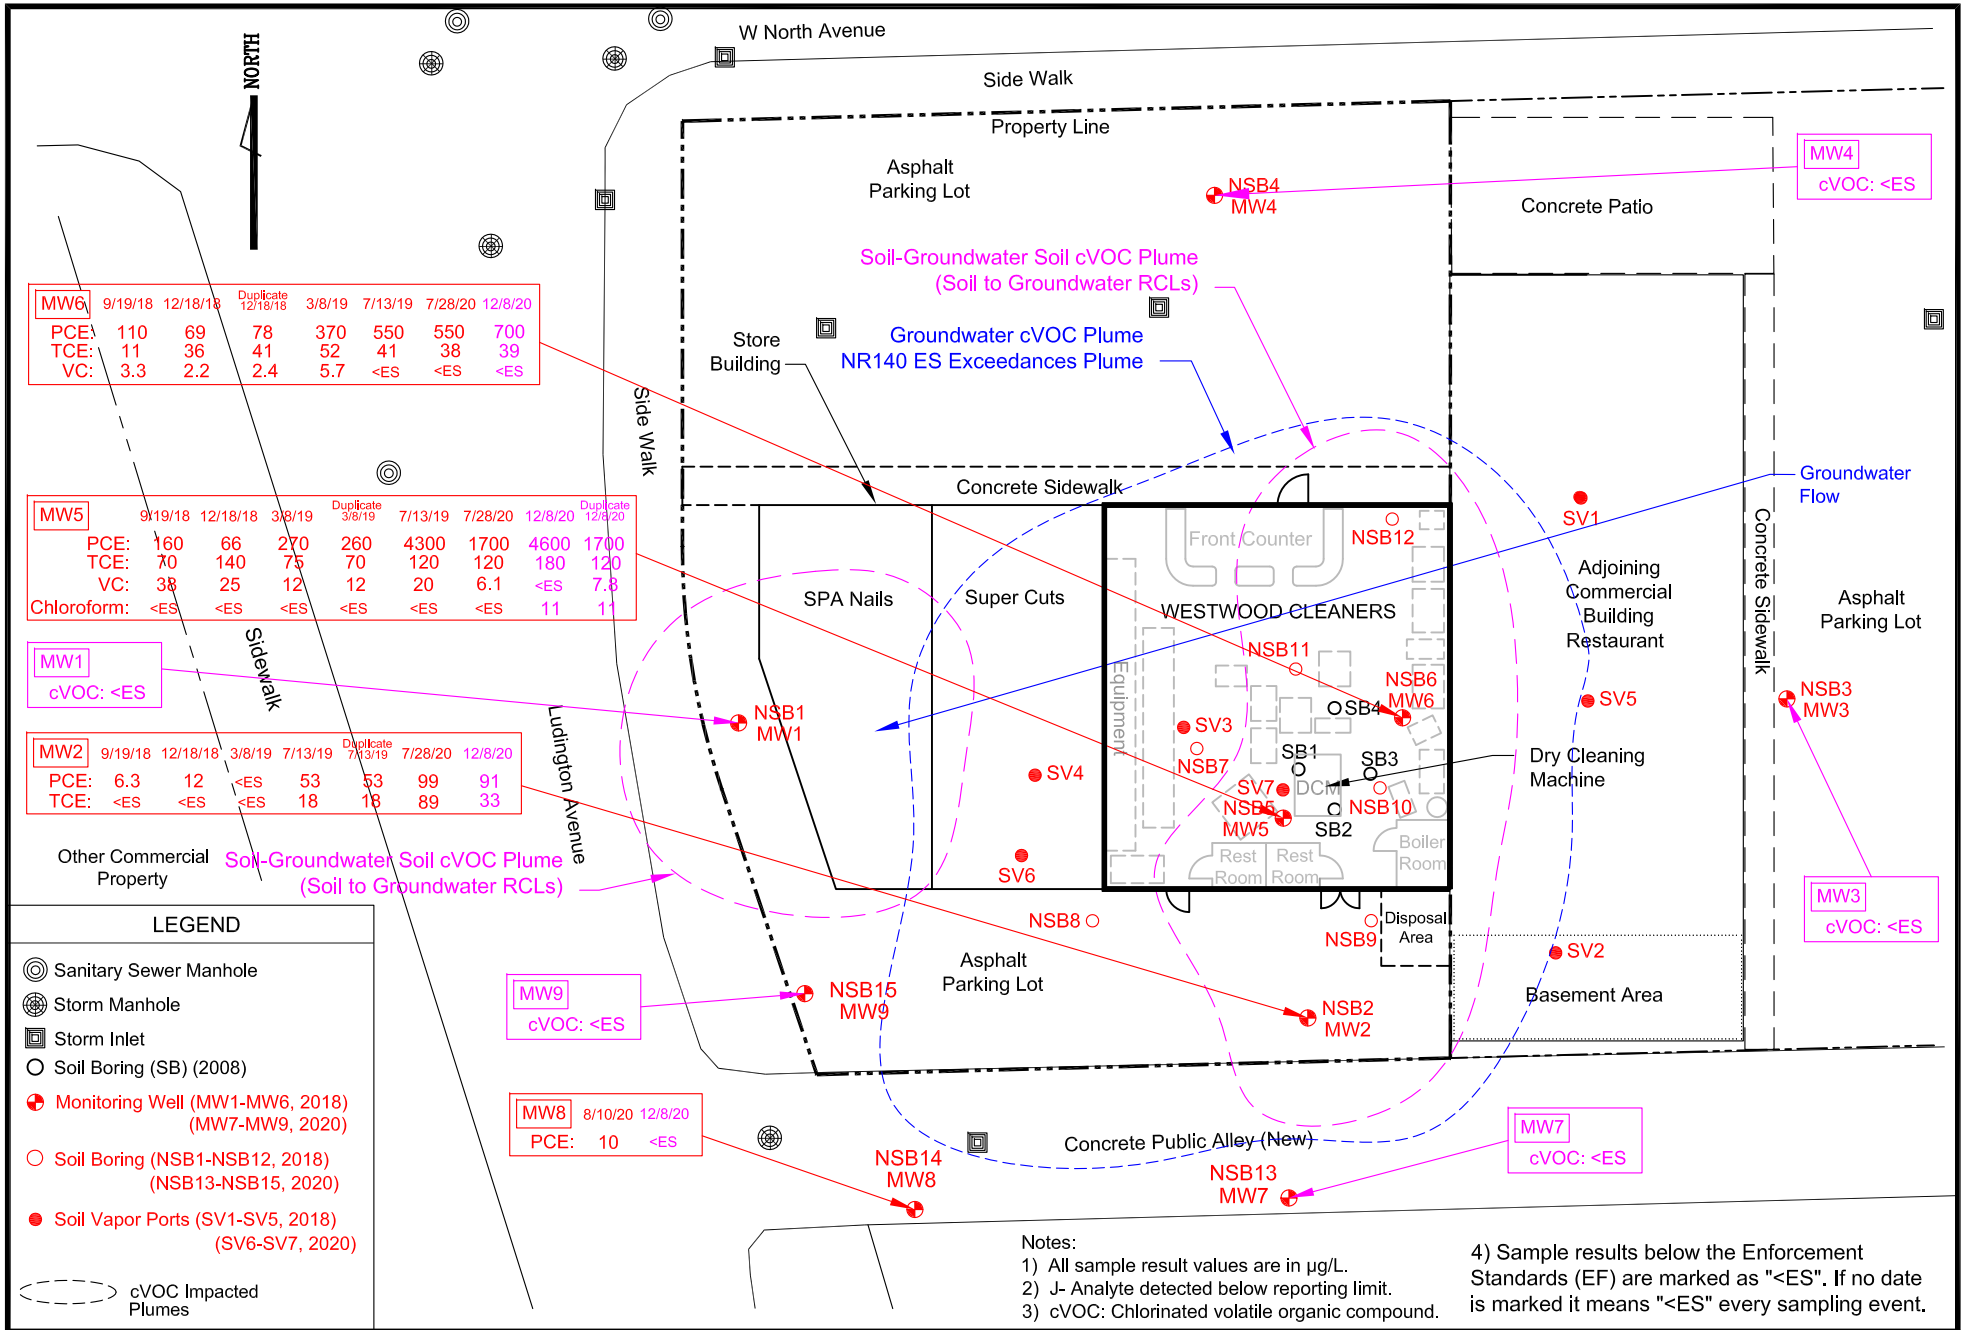 W North Avenue
NORTH
Side Walk
Property Line
Asphalt
Parking Lot
NSB4
MW4
MW4
cVOC: <ES
Concrete Patio
Soil-Groundwater Soil cVOC Plume
(Soil to Groundwater RCLs)
Groundwater cVOC Plume
NR140 ES Exceedances Plume
Store
Building
Side Walk
MW6 9/19/18 12/18/18 Duplicate 12/18/18 3/8/19 7/13/19 7/28/20 12/8/20
PCE: 110 69 78 370 550 550 700
TCE: 11 36 41 52 41 38 39
VC: 3.3 2.2 2.4 5.7 <ES <ES <ES
Groundwater
Flow
Concrete Sidewalk
MW5 9/19/18 12/18/18 3/8/19 Duplicate 3/8/19 7/13/19 7/28/20 12/8/20 Duplicate 12/8/20
PCE: 160 66 270 260 4300 1700 4600 1700
TCE: 70 140 75 70 120 120 180 120
VC: 38 25 12 12 20 6.1 <ES 7.8
Chloroform: <ES <ES <ES <ES <ES <ES 11 11
SV1
Front Counter
NSB12
Concrete Sidewalk
Adjoining
Commercial
Building
Restaurant
Asphalt
Parking Lot
SPA Nails
Super Cuts
WESTWOOD CLEANERS
Sidewalk
MW1
cVOC: <ES
NSB11
Equipment
NSB6
MW6
SB4
NSB1
MW1
SV3
SV5
NSB3
MW3
Ludington Avenue
MW2 9/19/18 12/18/18 3/8/19 7/13/19 Duplicate 7/13/19 7/28/20 12/8/20
PCE: 6.3 12 <ES 53 53 99 91
TCE: <ES <ES <ES 18 18 89 33
NSB7
SB1
SB3
Dry Cleaning
Machine
SV4
SV7
DCM
NSB10
NSB5
MW5
SB2
Boiler
Room
Rest
Room
Rest
Room
SV6
Other Commercial
Property
Soil-Groundwater Soil cVOC Plume
(Soil to Groundwater RCLs)
MW3
cVOC: <ES
NSB8
NSB9
Disposal
Area
SV2
Asphalt
Parking Lot
Basement Area
MW9
cVOC: <ES
NSB15
MW9
NSB2
MW2
LEGEND
Sanitary Sewer Manhole
Storm Manhole
Storm Inlet
Soil Boring (SB) (2008)
Monitoring Well (MW1-MW6, 2018)
(MW7-MW9, 2020)
Soil Boring (NSB1-NSB12, 2018)
(NSB13-NSB15, 2020)
Soil Vapor Ports (SV1-SV5, 2018)
(SV6-SV7, 2020)
cVOC Impacted
Plumes
MW8 8/10/20 12/8/20
PCE: 10 <ES
Concrete Public Alley (New)
MW7
cVOC: <ES
NSB14
MW8
NSB13
MW7
Notes:
1) All sample result values are in µg/L.
2) J- Analyte detected below reporting limit.
3) cVOC: Chlorinated volatile organic compound.
4) Sample results below the Enforcement
Standards (EF) are marked as "<ES". If no date
is marked it means "<ES" every sampling event.